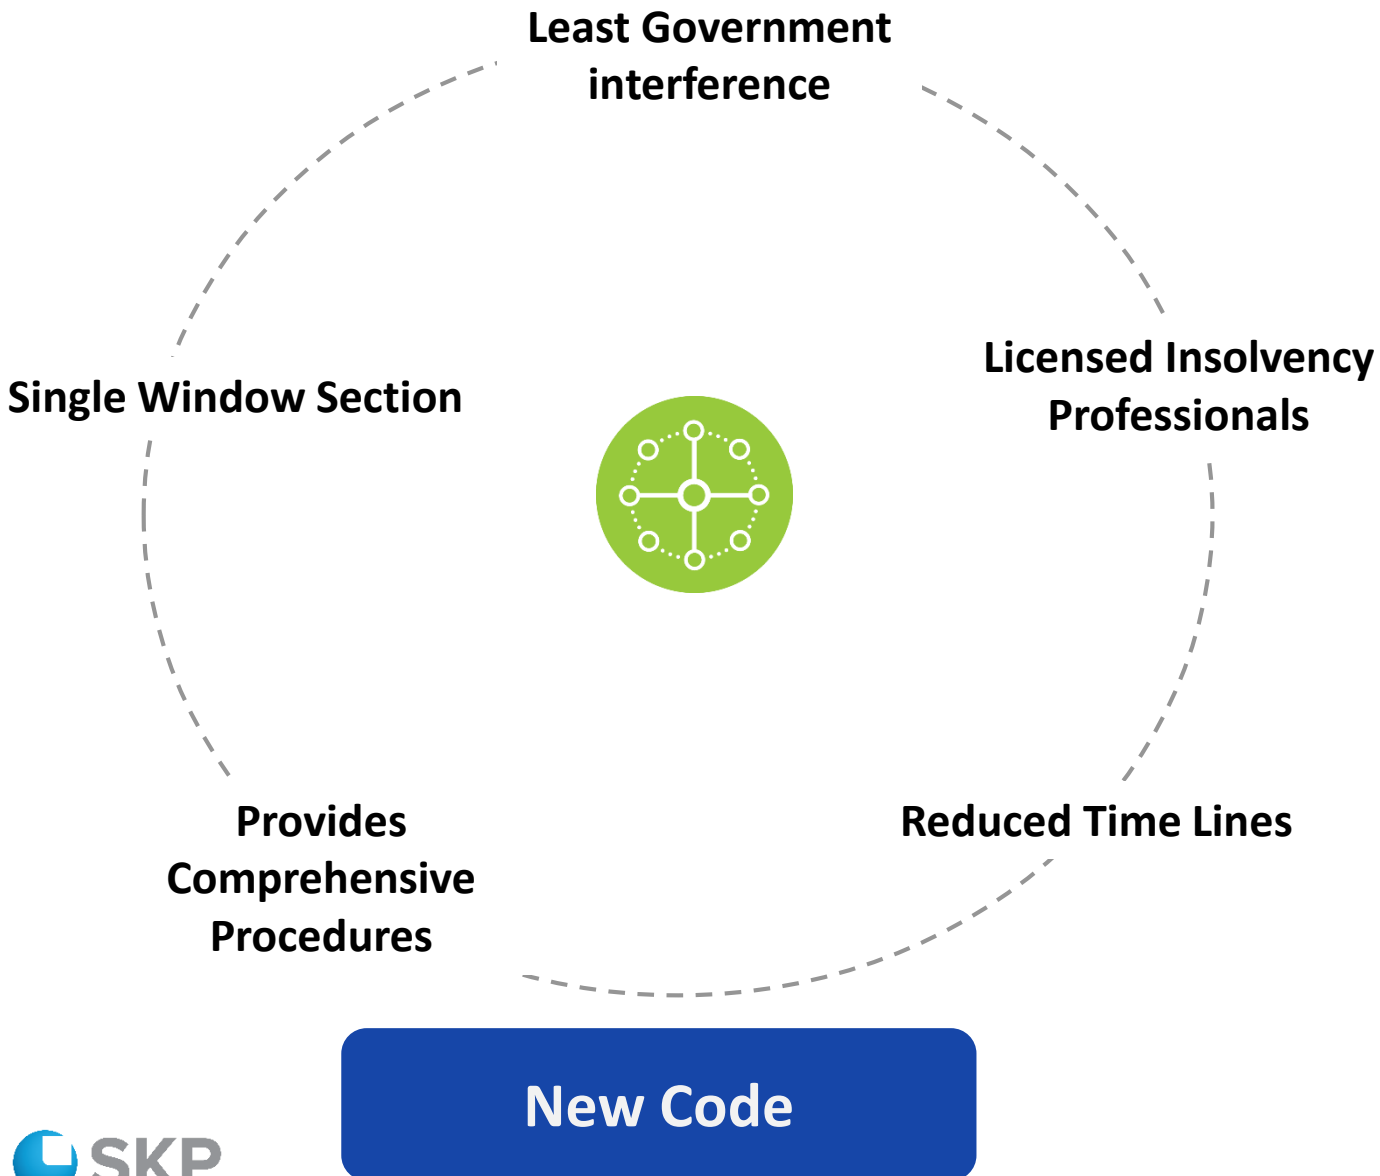 Least Government
interference
Licensed Insolvency
Professionals
Single Window Section
Reduced Time Lines
Provides
Comprehensive
Procedures
New Code
SKP